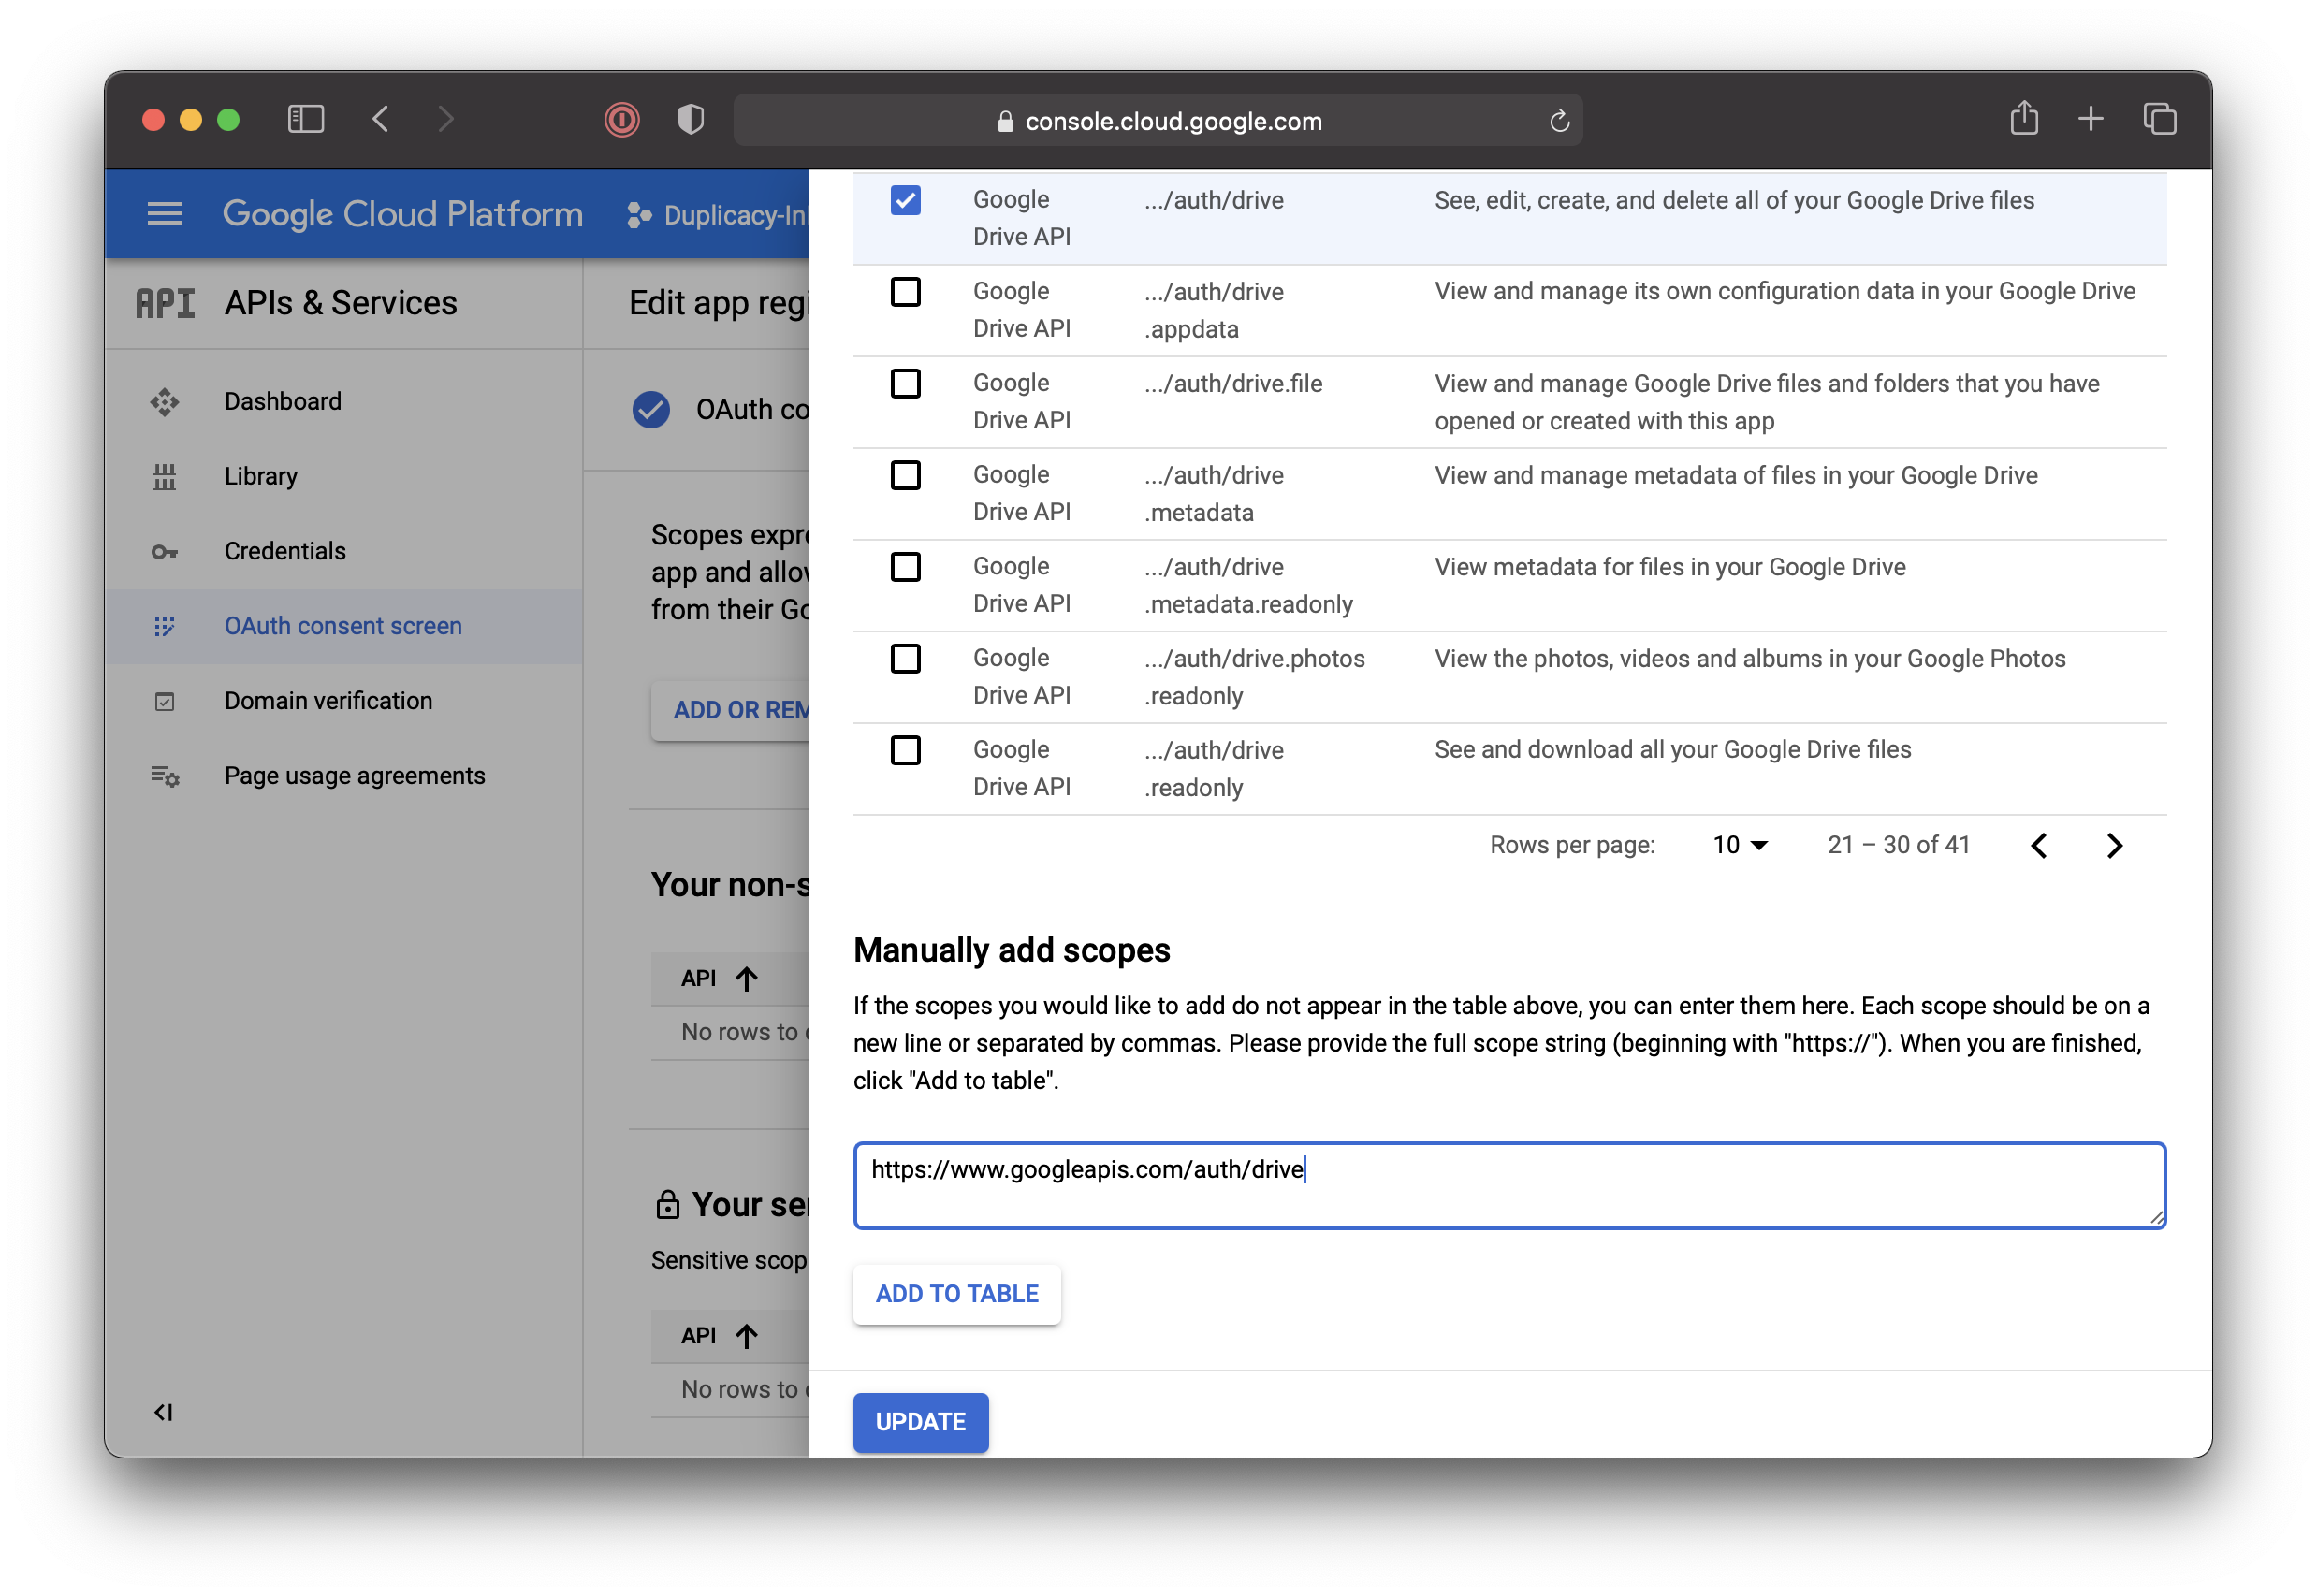 console.cloud.google.com
Google Cloud Platform
Duplicacy-In
API APIs & Services
Dashboard
Library
Credentials
OAuth consent screen
Domain verification
Page usage agreements
Edit app regi
OAuth co
Scopes expr
app and allo
from their Go
ADD OR REM
Your non-s
API
No rows to
Your se
Sensitive scop
API
No rows to
Google
Drive API
.../auth/drive
See, edit, create, and delete all of your Google Drive files
Google
Drive API
.../auth/drive
.appdata
View and manage its own configuration data in your Google Drive
Google
Drive API
.../auth/drive.file
View and manage Google Drive files and folders that you have
opened or created with this app
Google
Drive API
.../auth/drive
.metadata
View and manage metadata of files in your Google Drive
Google
Drive API
.../auth/drive
.metadata.readonly
View metadata for files in your Google Drive
Google
Drive API
.../auth/drive.photos
.readonly
View the photos, videos and albums in your Google Photos
Google
Drive API
.../auth/drive
.readonly
See and download all your Google Drive files
Rows per page: 10 21 – 30 of 41
Manually add scopes
If the scopes you would like to add do not appear in the table above, you can enter them here. Each scope should be on a
new line or separated by commas. Please provide the full scope string (beginning with "https://"). When you are finished,
click "Add to table".
https://www.googleapis.com/auth/drive
ADD TO TABLE
UPDATE